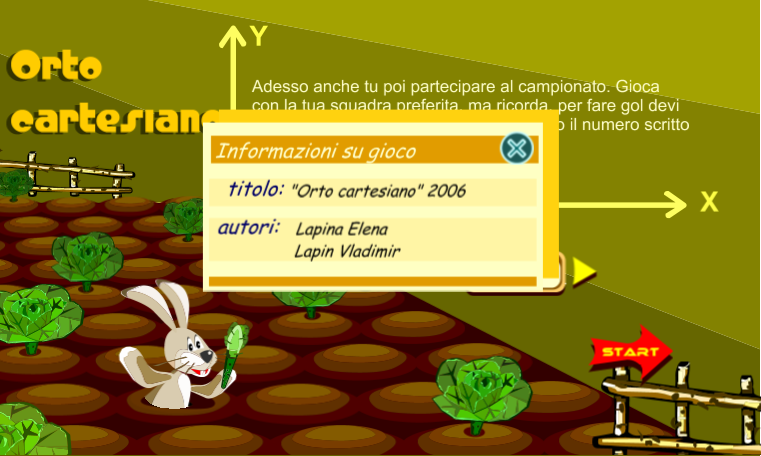 Y
Orto
cartesiano
Adesso anche tu poi partecipare al campionato. Gioca
con la tua squadra preferita, ma ricorda, per fare gol devi
o il numero scritto
Informazioni su gioco
titolo: "Orto cartesiano" 2006
autori: Lapina Elena
Lapin Vladimir
X
START